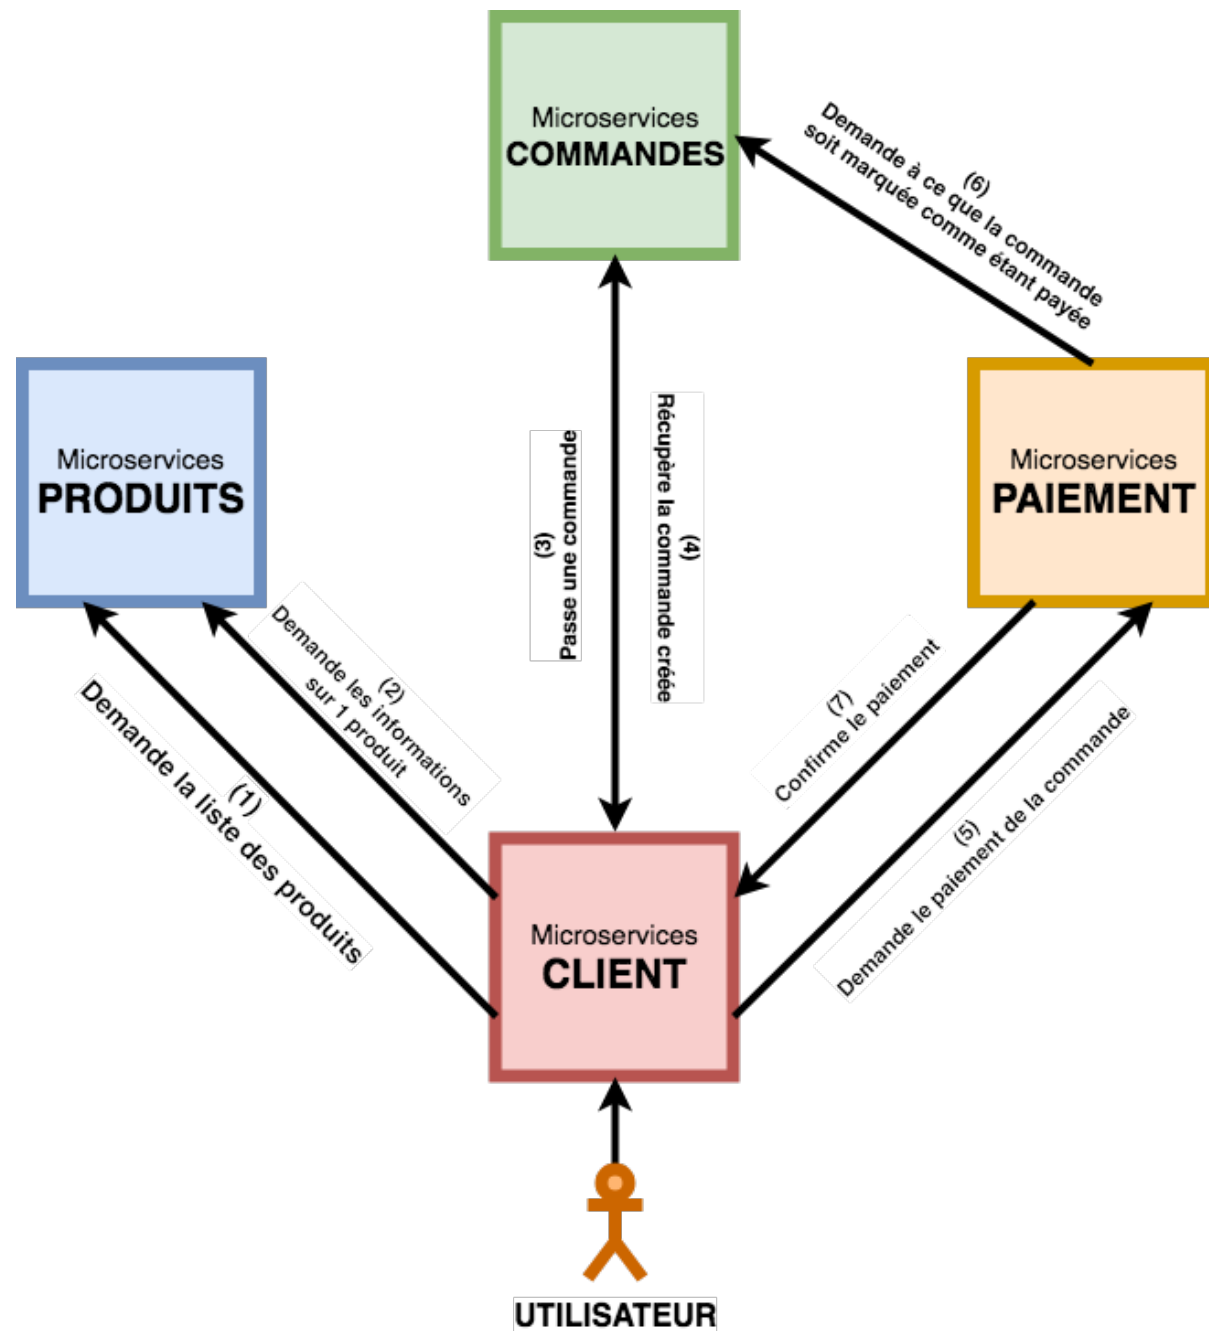 Microservices
COMMANDES
(6)
Demande à ce que la commande
soit marquée comme étant payée
Microservices
PRODUITS
(3)
Passe une commande
(4)
Récupère la commande créée
Microservices
PAIEMENT
(2)
Demande les informations
sur 1 produit
(1)
Demande la liste des produits
(7)
Confirme le paiement
(5)
Demande le paiement de la commande
Microservices
CLIENT
UTILISATEUR